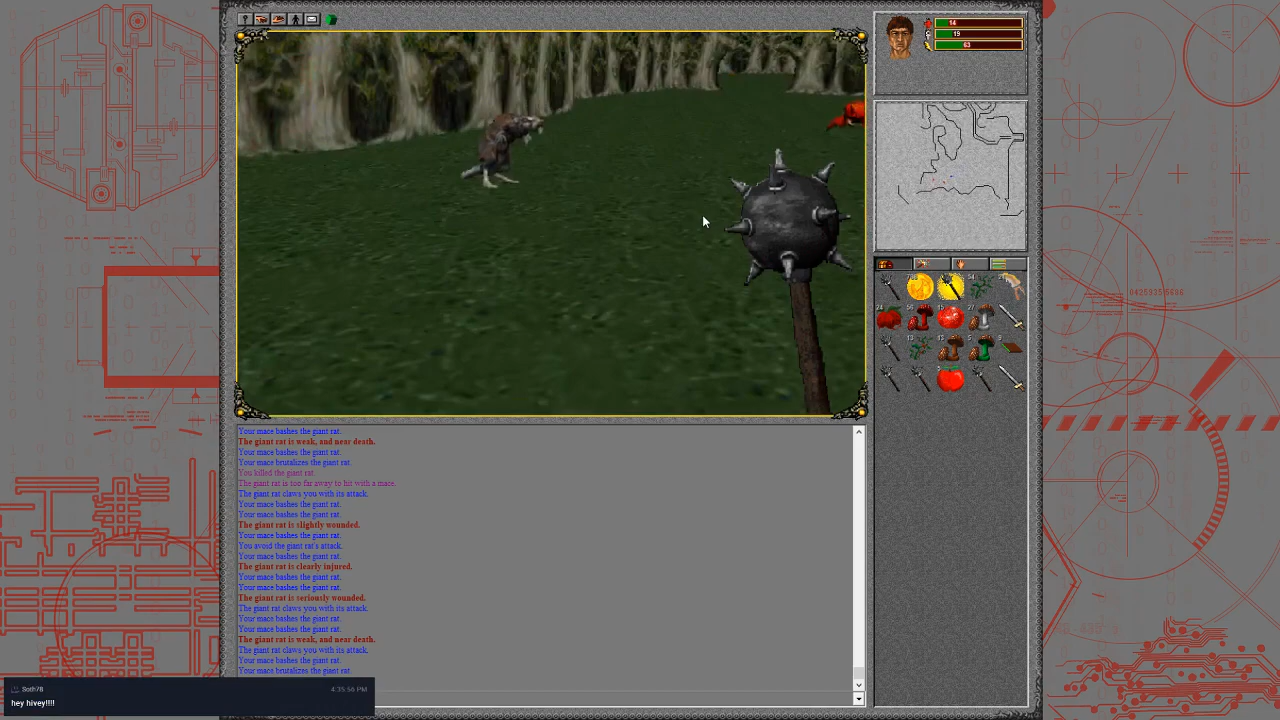 14
19
63
Your mace bashes the giant rat.
The giant rat is weak, and near death.
Your mace bashes the giant rat.
Your mace brutalizes the giant rat.
You killed the giant rat.
The giant rat is too far away to hit with a mace.
The giant rat claws you with its attack.
Your mace bashes the giant rat.
Your mace bashes the giant rat.
The giant rat is slightly wounded.
Your mace bashes the giant rat.
You avoid the giant rat's attack.
Your mace bashes the giant rat.
The giant rat is clearly injured.
Your mace bashes the giant rat.
Your mace bashes the giant rat.
The giant rat is seriously wounded.
The giant rat claws you with its attack.
Your mace bashes the giant rat.
Your mace bashes the giant rat.
The giant rat is weak, and near death.
The giant rat claws you with its attack.
Your mace bashes the giant rat.
Your mace brutalizes the giant rat.
Soth78 4:35:56 PM
hey hivey!!!!